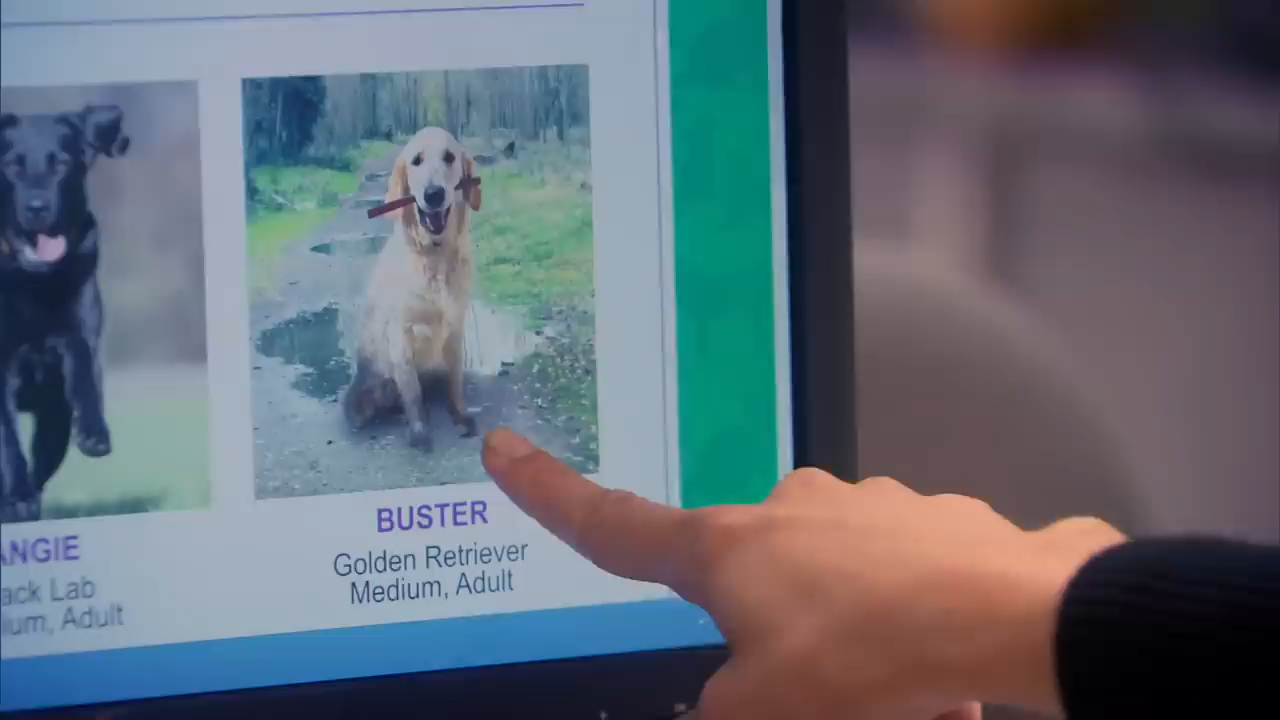 ANGIE
ack Lab
ium, Adult
BUSTER
Golden Retriever
Medium, Adult